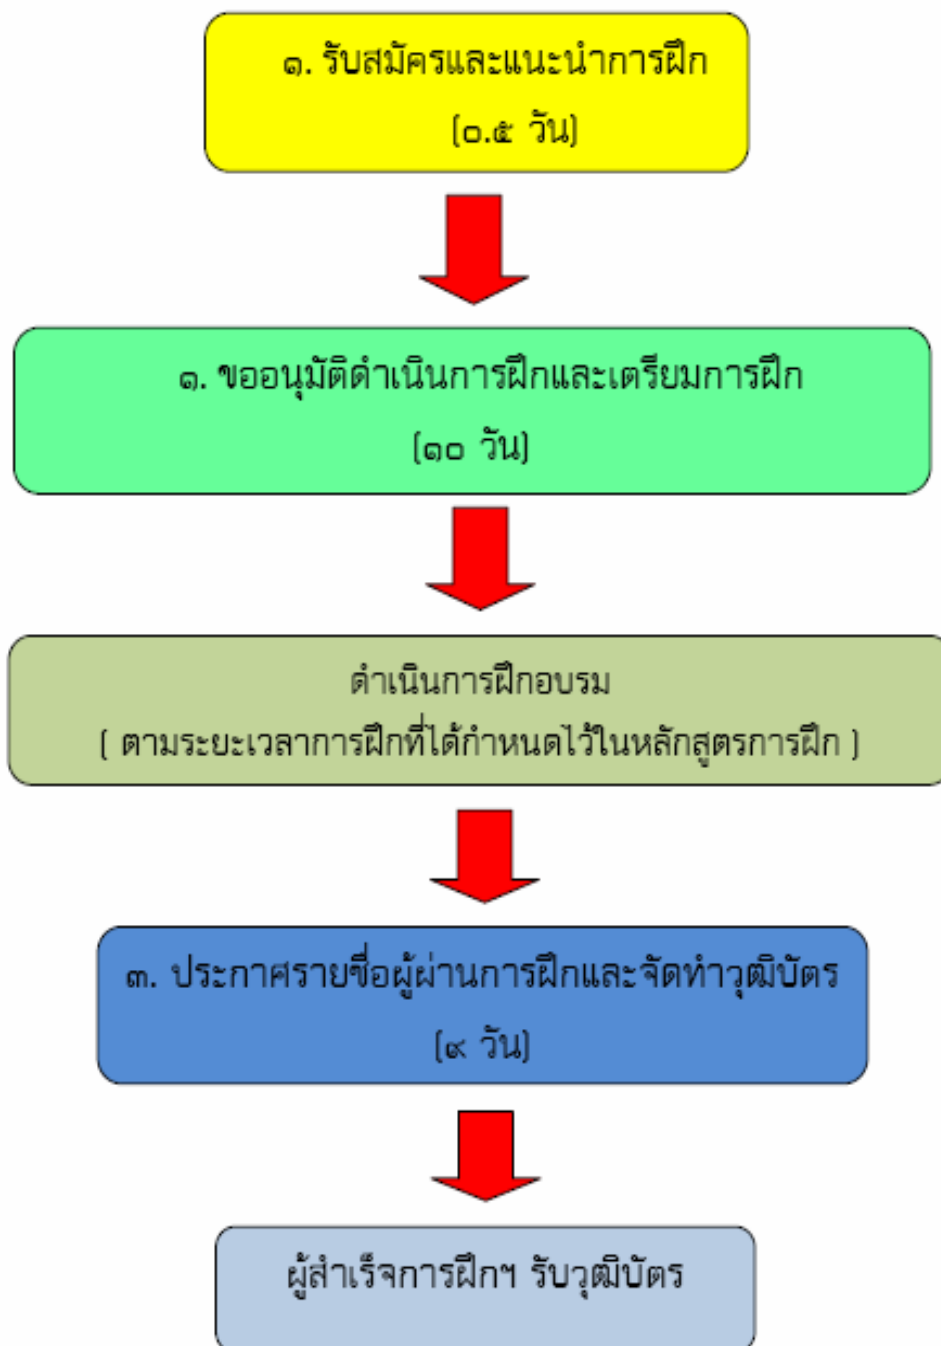 ๑. รับสมัครและแนะนำการฝึก
(๐.๕ วัน)
๑. ขออนุมัติดำเนินการฝึกและเตรียมการฝึก
(๑๐ วัน)
ดำเนินการฝึกอบรม
( ตามระยะเวลาการฝึกที่ได้กำหนดไว้ในหลักสูตรการฝึก )
๓. ประกาศรายชื่อผู้ผ่านการฝึกและจัดทำวุฒิบัตร
(๙ วัน)
ผู้สำเร็จการฝึกฯ รับวุฒิบัตร